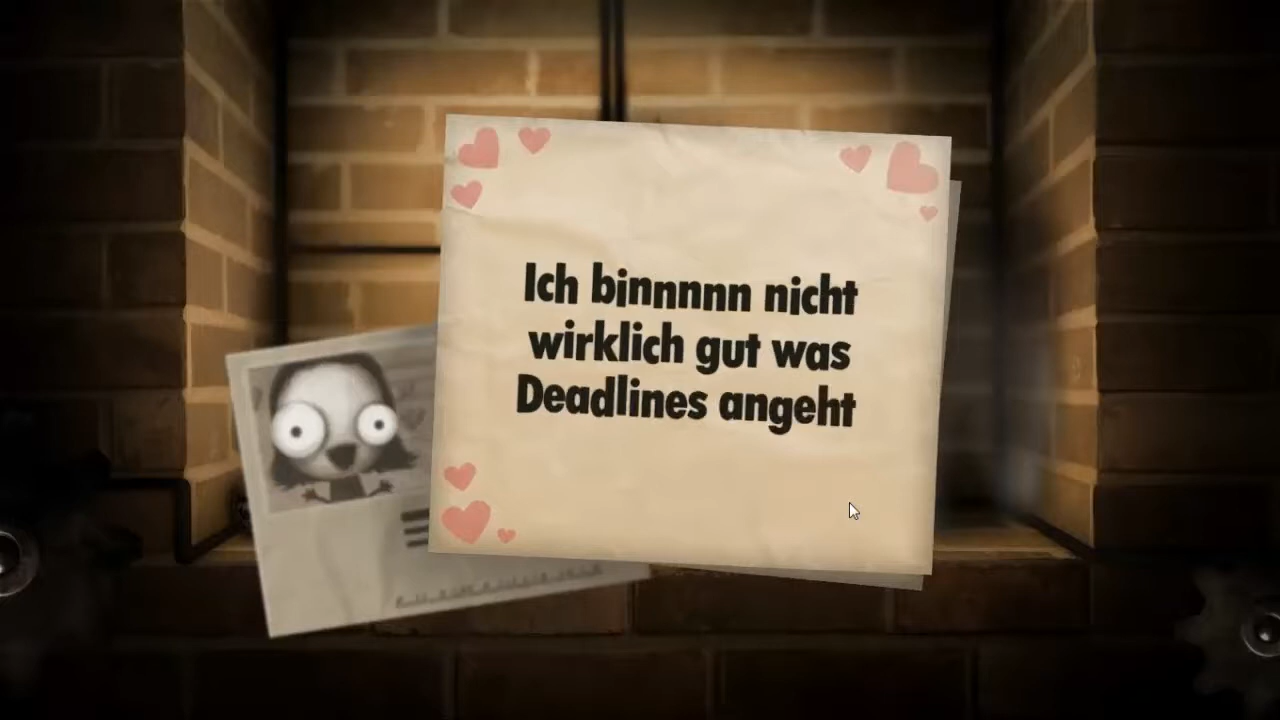 Ich binnnnn nicht
wirklich gut was
Deadlines angeht